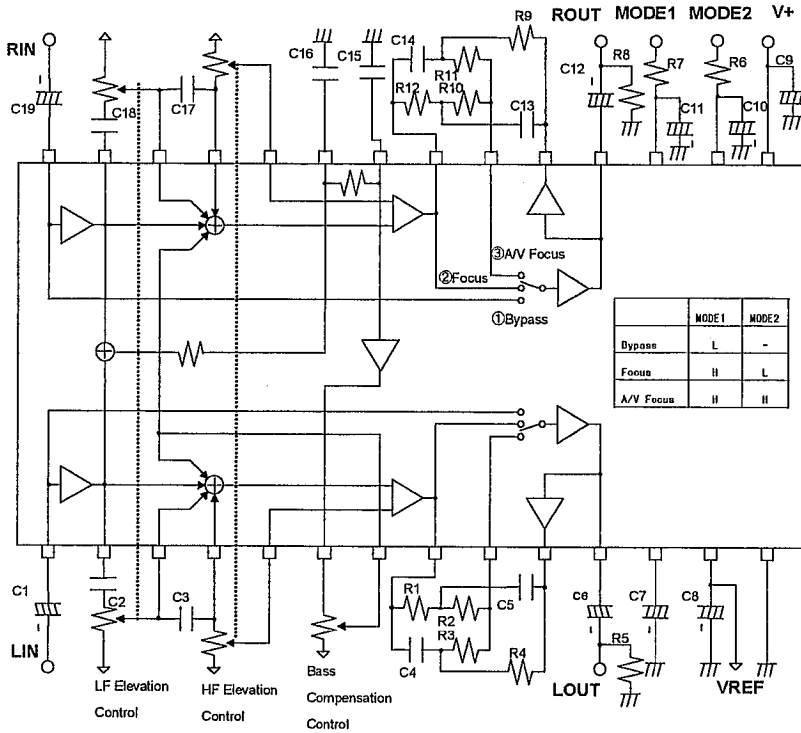 RIN
ROUT MODE1 MODE2 V+
C19
C18
C17
C16
C15
C14
R12
R11
R10
R9
C13
C12
R8
R7
C11
R6
C10
C9
③A/V Focus
②Focus
①Bypass
MODE1 MODE2
Bypass L -
Focus H L
A/V Focus H H
C1
C2
C3
R1
R2
R3
C4
C5
R4
C6
R5
C7
C8
LIN
LF Elevation
Control
HF Elevation
Control
Bass
Compensation
Control
LOUT
VREF